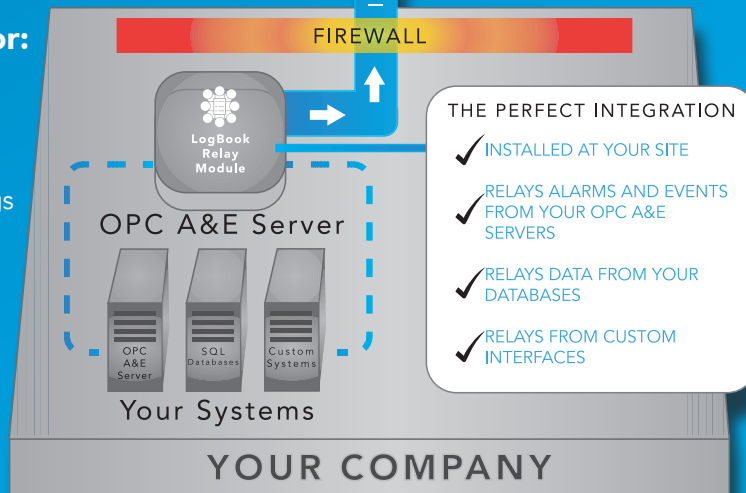 or:
FIREWALL
LogBook
Relay
Module
THE PERFECT INTEGRATION
INSTALLED AT YOUR SITE
RELAYS ALARMS AND EVENTS
FROM YOUR OPC A&E
SERVERS
RELAYS DATA FROM YOUR
DATABASES
RELAYS FROM CUSTOM
INTERFACES
gs
OPC A&E Server
OPC
A&E
Server
SQL
Databases
Custom
Systems
Your Systems
YOUR COMPANY